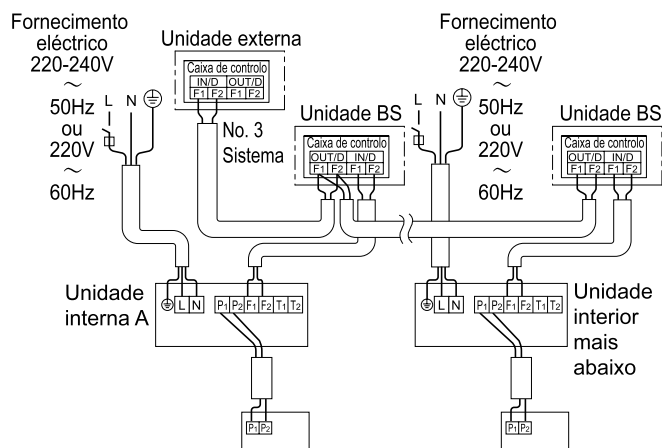 Fornecimento
eléctrico
220-240V
~
50Hz
ou
220V
~
60Hz
L N
Unidade externa
Caixa de controlo
IN/D OUT/D
F1 F2 F1 F2
No. 3
Sistema
Unidade BS
Caixa de controlo
OUT/D IN/D
F1 F2 F1 F2
Fornecimento
eléctrico
220-240V
~
50Hz
ou
220V
~
60Hz
L N
Unidade BS
Caixa de controlo
OUT/D IN/D
F1 F2 F1 F2
Unidade
interna A
L N
P1 P2 F1 F2 T1 T2
P1 P2
L N
P1 P2 F1 F2 T1 T2
Unidade
interior
mais
abaixo
P1 P2